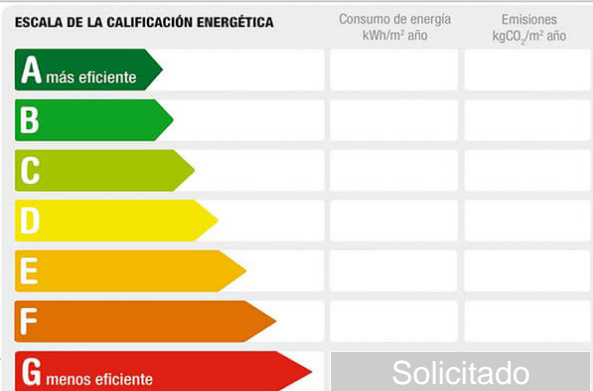 ESCALA DE LA CALIFICACIÓN ENERGÉTICA
Consumo de energía
kWh/m² año
Emisiones
kgCO₂/m² año
A más eficiente
B
C
D
E
F
G menos eficiente
Solicitado